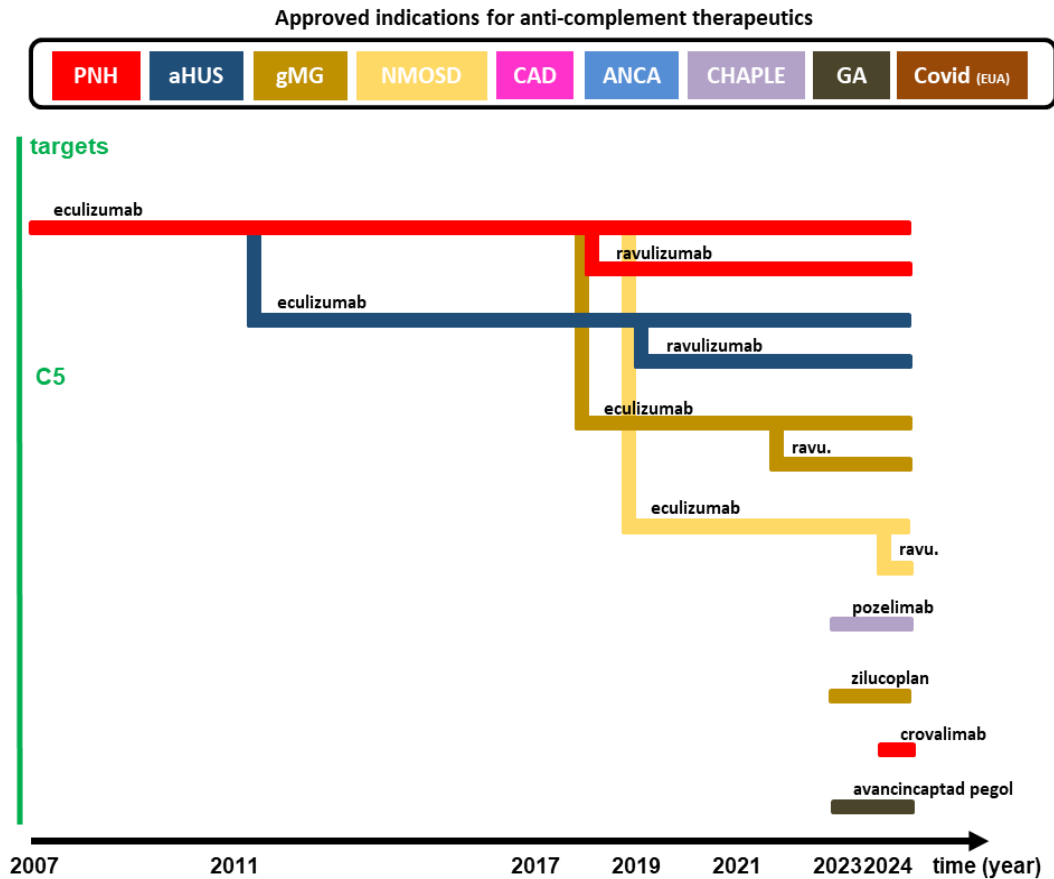 Approved indications for anti-complement therapeutics
PNH aHUS gMG NMOSD CAD ANCA CHAPLE GA Covid (EUA)
targets
eculizumab
ravulizumab
eculizumab
ravulizumab
C5
eculizumab
ravu.
eculizumab
ravu.
pozelimab
zilucoplan
crovalimab
avancincaptad pegol
2007 2011 2017 2019 2021 2023 2024 time (year)